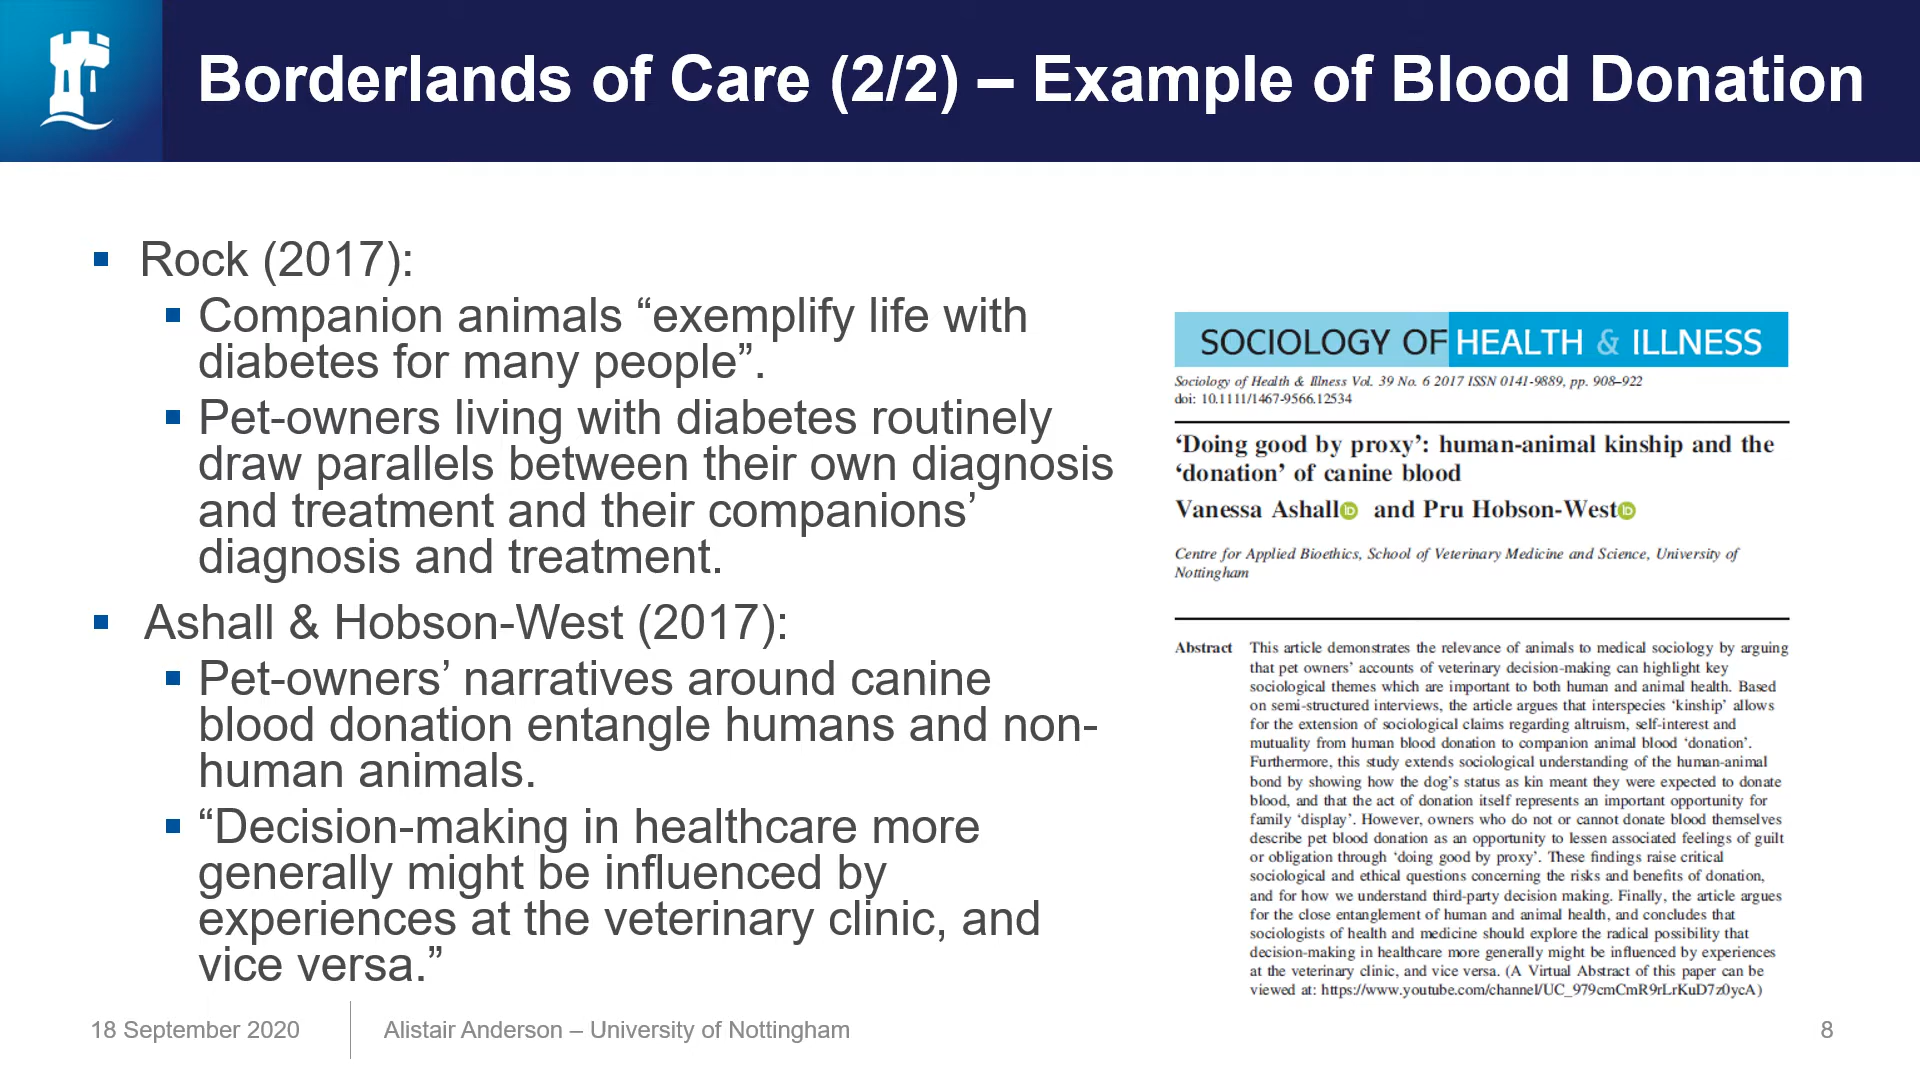 Borderlands of Care (2/2) – Example of Blood Donation
▪ Rock (2017):
▪ Companion animals “exemplify life with
diabetes for many people”.
▪ Pet-owners living with diabetes routinely
draw parallels between their own diagnosis
and treatment and their companions’
diagnosis and treatment.
▪ Ashall & Hobson-West (2017):
▪ Pet-owners’ narratives around canine
blood donation entangle humans and non-
human animals.
▪ “Decision-making in healthcare more
generally might be influenced by
experiences at the veterinary clinic, and
vice versa.”
SOCIOLOGY OF HEALTH & ILLNESS
Sociology of Health & Illness Vol. 39 No. 6 2017 ISSN 0141-9889, pp. 908–922
doi: 10.1111/1467-9566.12534
‘Doing good by proxy’: human-animal kinship and the
‘donation’ of canine blood
Vanessa Ashall iD and Pru Hobson-West iD
Centre for Applied Bioethics, School of Veterinary Medicine and Science, University of
Nottingham
Abstract This article demonstrates the relevance of animals to medical sociology by arguing
that pet owners’ accounts of veterinary decision-making can highlight key
sociological themes which are important to both human and animal health. Based
on semi-structured interviews, the article argues that interspecies ‘kinship’ allows
for the extension of sociological claims regarding altruism, self-interest and
mutuality from human blood donation to companion animal blood ‘donation’.
Furthermore, this study extends sociological understanding of the human-animal
bond by showing how the dog’s status as kin meant they were expected to donate
blood, and that the act of donation itself represents an important opportunity for
family ‘display’. However, owners who do not or cannot donate blood themselves
describe pet blood donation as an opportunity to lessen associated feelings of guilt
or obligation through ‘doing good by proxy’. These findings raise critical
sociological and ethical questions concerning the risks and benefits of donation,
and for how we understand third-party decision making. Finally, the article argues
for the close entanglement of human and animal health, and concludes that
sociologists of health and medicine should explore the radical possibility that
decision-making in healthcare more generally might be influenced by experiences
at the veterinary clinic, and vice versa. (A Virtual Abstract of this paper can be
viewed at: https://www.youtube.com/channel/UC_979cmCmR9rLrKuD7z0ycA)
18 September 2020
Alistair Anderson – University of Nottingham
8